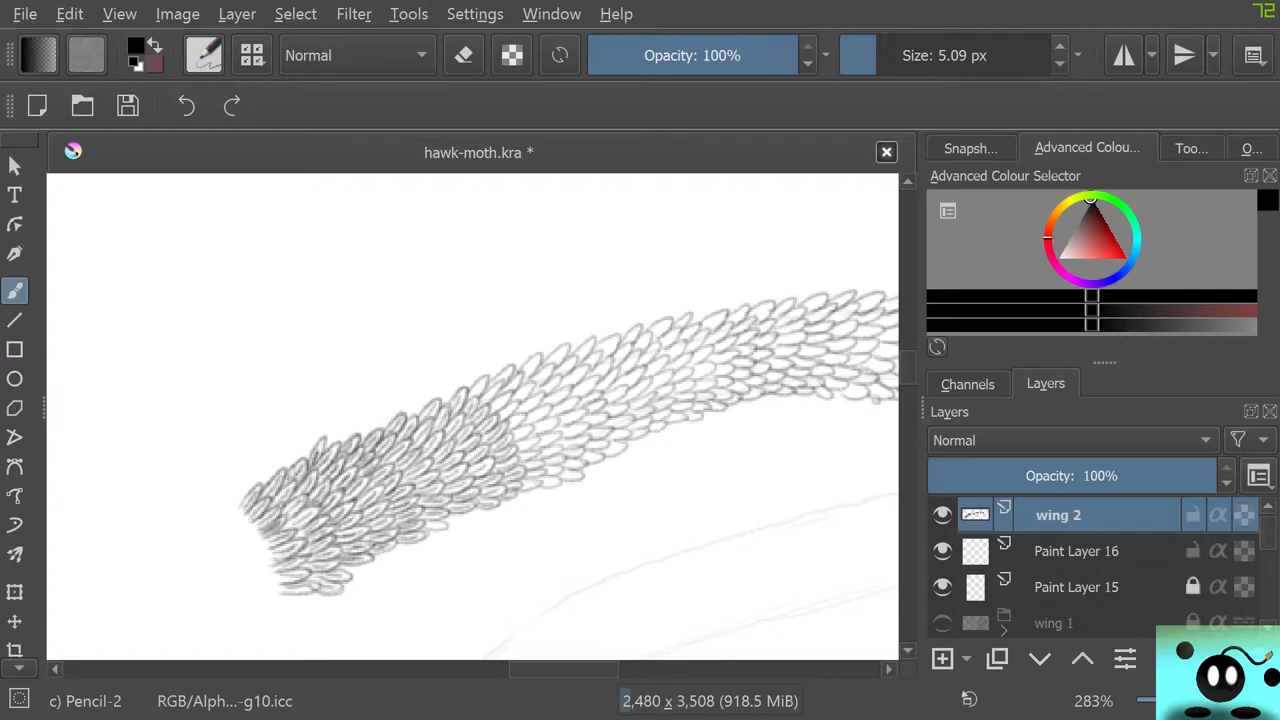 72
File Edit View Image Layer Select Filter Tools Settings Window Help
Normal Opacity: 100% Size: 5.09 px
hawk-moth.kra *
Snapsh... Advanced Colou... Too... O...
Advanced Colour Selector
Channels Layers
Layers
Normal
Opacity: 100%
wing 2
Paint Layer 16
Paint Layer 15
wing 1
c) Pencil-2 RGB/Alph...-g10.icc 2,480 x 3,508 (918.5 MiB) 283%